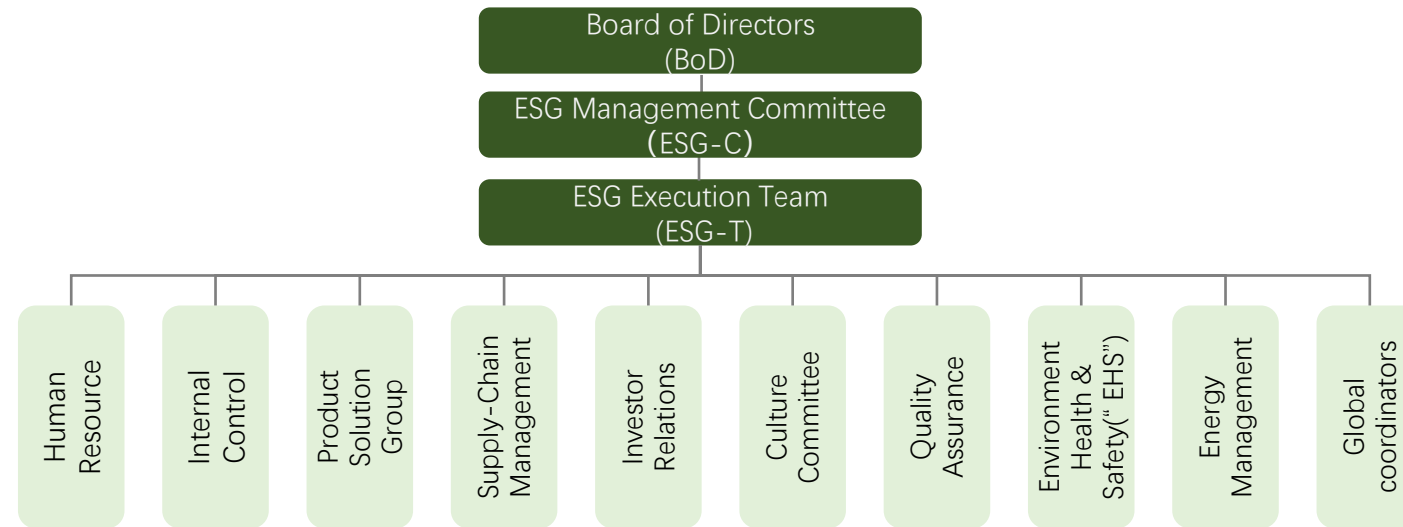 Board of Directors
(BoD)
ESG Management Committee
(ESG-C)
ESG Execution Team
(ESG-T)
Human
Resource
Internal
Control
Product
Solution
Group
Supply-Chain
Management
Investor
Relations
Culture
Committee
Quality
Assurance
Environment
Health &
Safety(“ EHS”)
Energy
Management
Global
coordinators